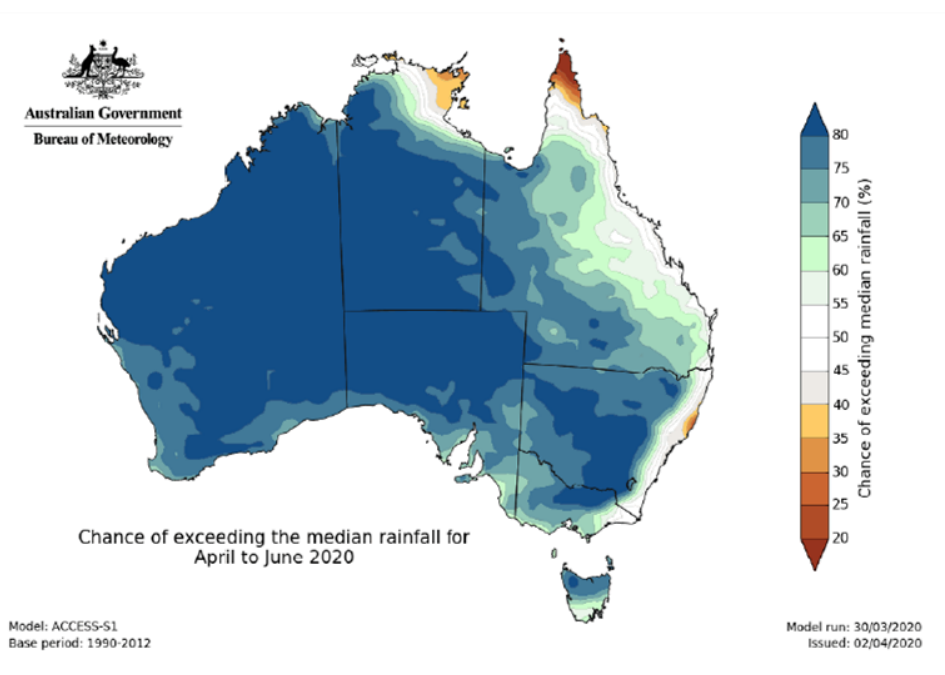 Australian Government
Bureau of Meteorology
80
75
70
65
60
55
50
45
40
35
30
25
20
Chance of exceeding median rainfall (%)
Chance of exceeding the median rainfall for
April to June 2020
Model: ACCESS-S1
Base period: 1990-2012
Model run: 30/03/2020
Issued: 02/04/2020